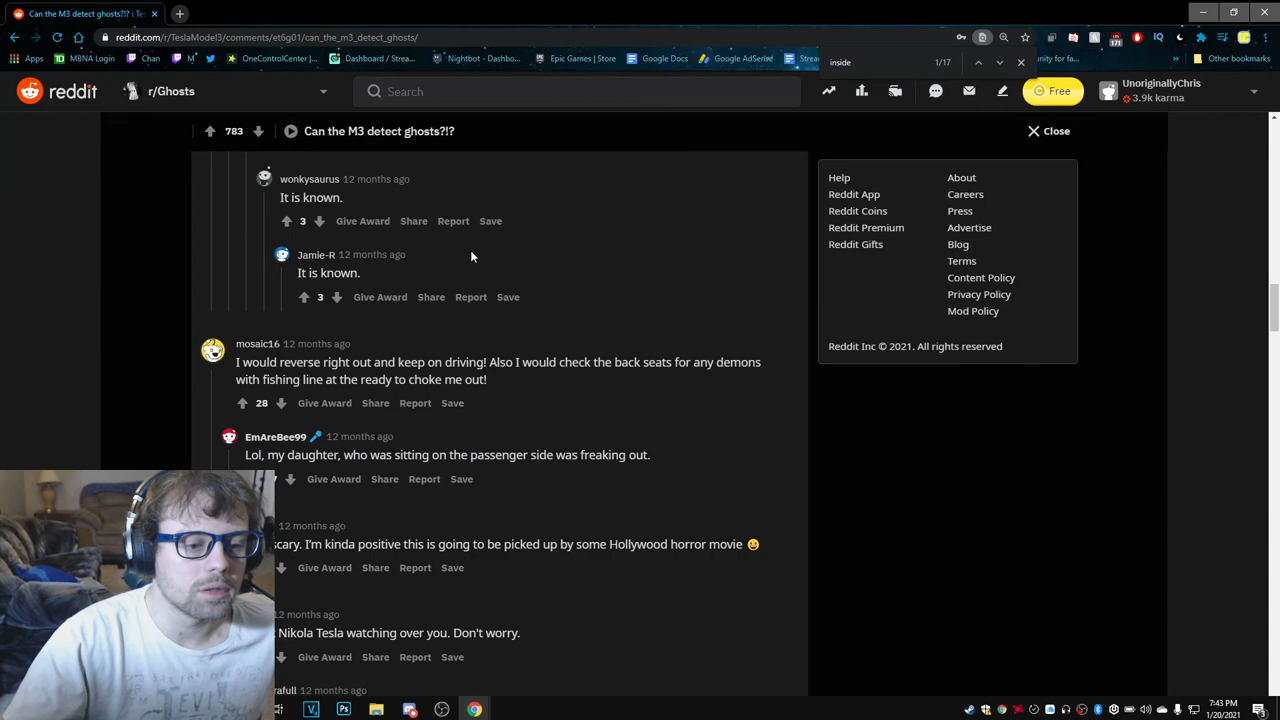 Can the M3 detect ghosts?!? : Te
reddit.com/r/TeslaModel3/comments/et6g01/can_the_m3_detect_ghosts/
Apps MBNA Login Chan M OneControlCenter | Dashboard / Strea... Nightbot - Dashbo... Epic Games | Store Google Docs Google AdSense Strea unity for fa... » Other bookmarks
inside 1/17
171
IQ
reddit r/Ghosts Search Free UnoriginallyChris
3.9k karma
783 Can the M3 detect ghosts?!? Close
wonkysaurus 12 months ago
It is known.
3 Give Award Share Report Save
Jamie-R 12 months ago
It is known.
3 Give Award Share Report Save
mosaic16 12 months ago
I would reverse right out and keep on driving! Also I would check the back seats for any demons
with fishing line at the ready to choke me out!
28 Give Award Share Report Save
EmAreBee99 12 months ago
Lol, my daughter, who was sitting on the passenger side was freaking out.
Give Award Share Report Save
12 months ago
scary. I'm kinda positive this is going to be picked up by some Hollywood horror movie
Give Award Share Report Save
12 months ago
Nikola Tesla watching over you. Don't worry.
Give Award Share Report Save
rafull 12 months ago
Help About
Reddit App Careers
Reddit Coins Press
Reddit Premium Advertise
Reddit Gifts Blog
Terms
Content Policy
Privacy Policy
Mod Policy
Reddit Inc © 2021. All rights reserved
7:43 PM
1/20/2021